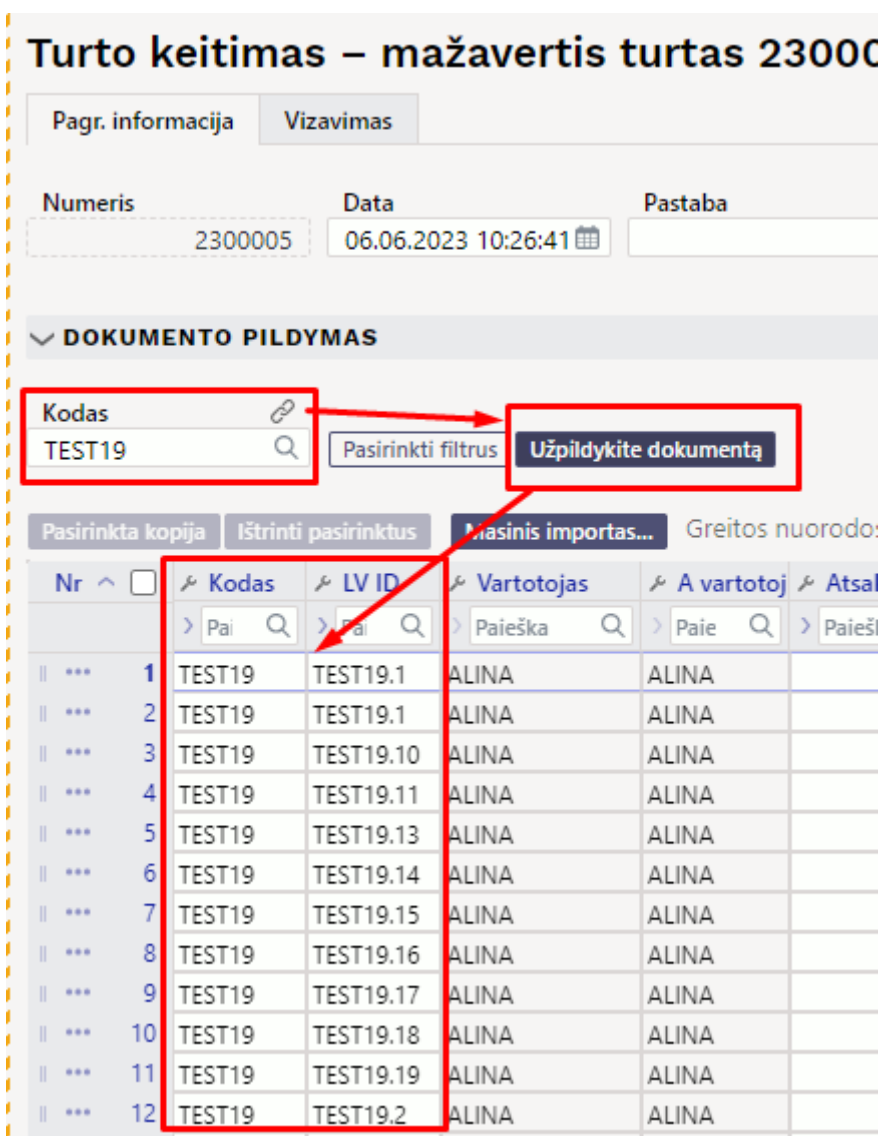 Turto keitimas – mažavertis turtas 2300
Pagr. informacija Vizavimas
Numeris Data Pastaba
2300005 06.06.2023 10:26:41
DOKUMENTO PILDYMAS
Kodas
TEST19 Pasirinkti filtrus Užpildykite dokumentą
Pasirinkta kopija Ištrinti pasirinktus Masinis importas... Greitos nuorodos
Nr Kodas LV ID Vartotojas A vartotoj Atsa
Pai Pai Paieška Paie Paiešk
1 TEST19 TEST19.1 ALINA ALINA
2 TEST19 TEST19.1 ALINA ALINA
3 TEST19 TEST19.10 ALINA ALINA
4 TEST19 TEST19.11 ALINA ALINA
5 TEST19 TEST19.13 ALINA ALINA
6 TEST19 TEST19.14 ALINA ALINA
7 TEST19 TEST19.15 ALINA ALINA
8 TEST19 TEST19.16 ALINA ALINA
9 TEST19 TEST19.17 ALINA ALINA
10 TEST19 TEST19.18 ALINA ALINA
11 TEST19 TEST19.19 ALINA ALINA
12 TEST19 TEST19.2 ALINA ALINA